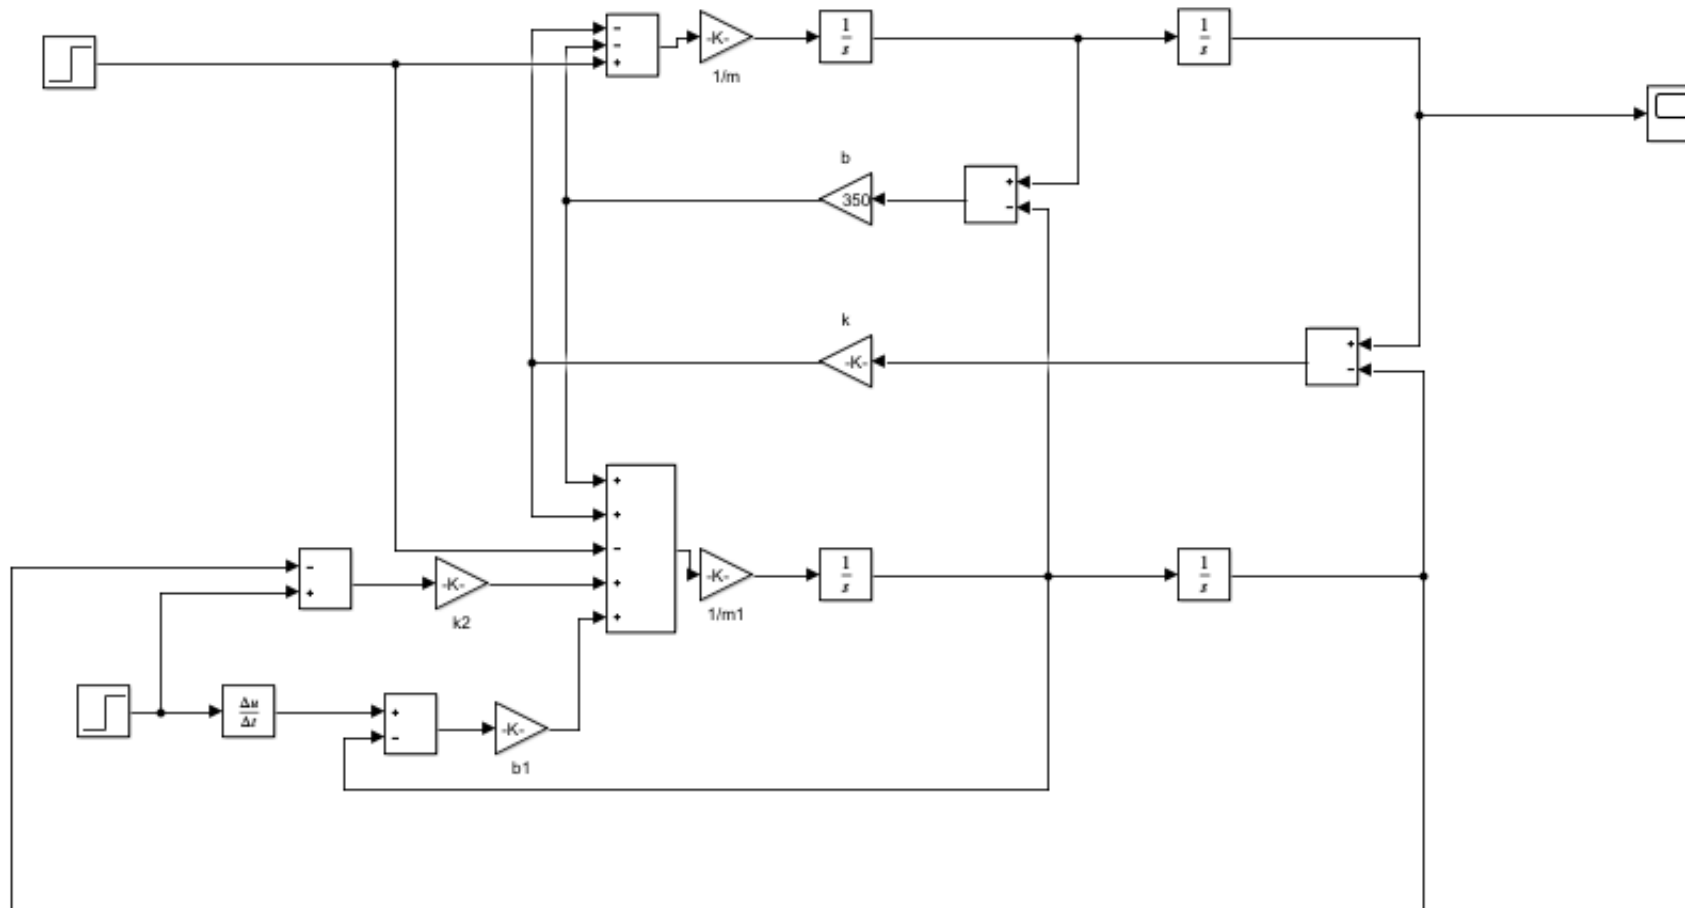 -
-
+
-K-
1/m
1
s
1
s
b
350
+
-
k
-K-
+
-
+
+
-
+
+
-K-
1/m1
1
s
1
s
-
+
-K-
k2
Δu
Δt
+
-
-K-
b1